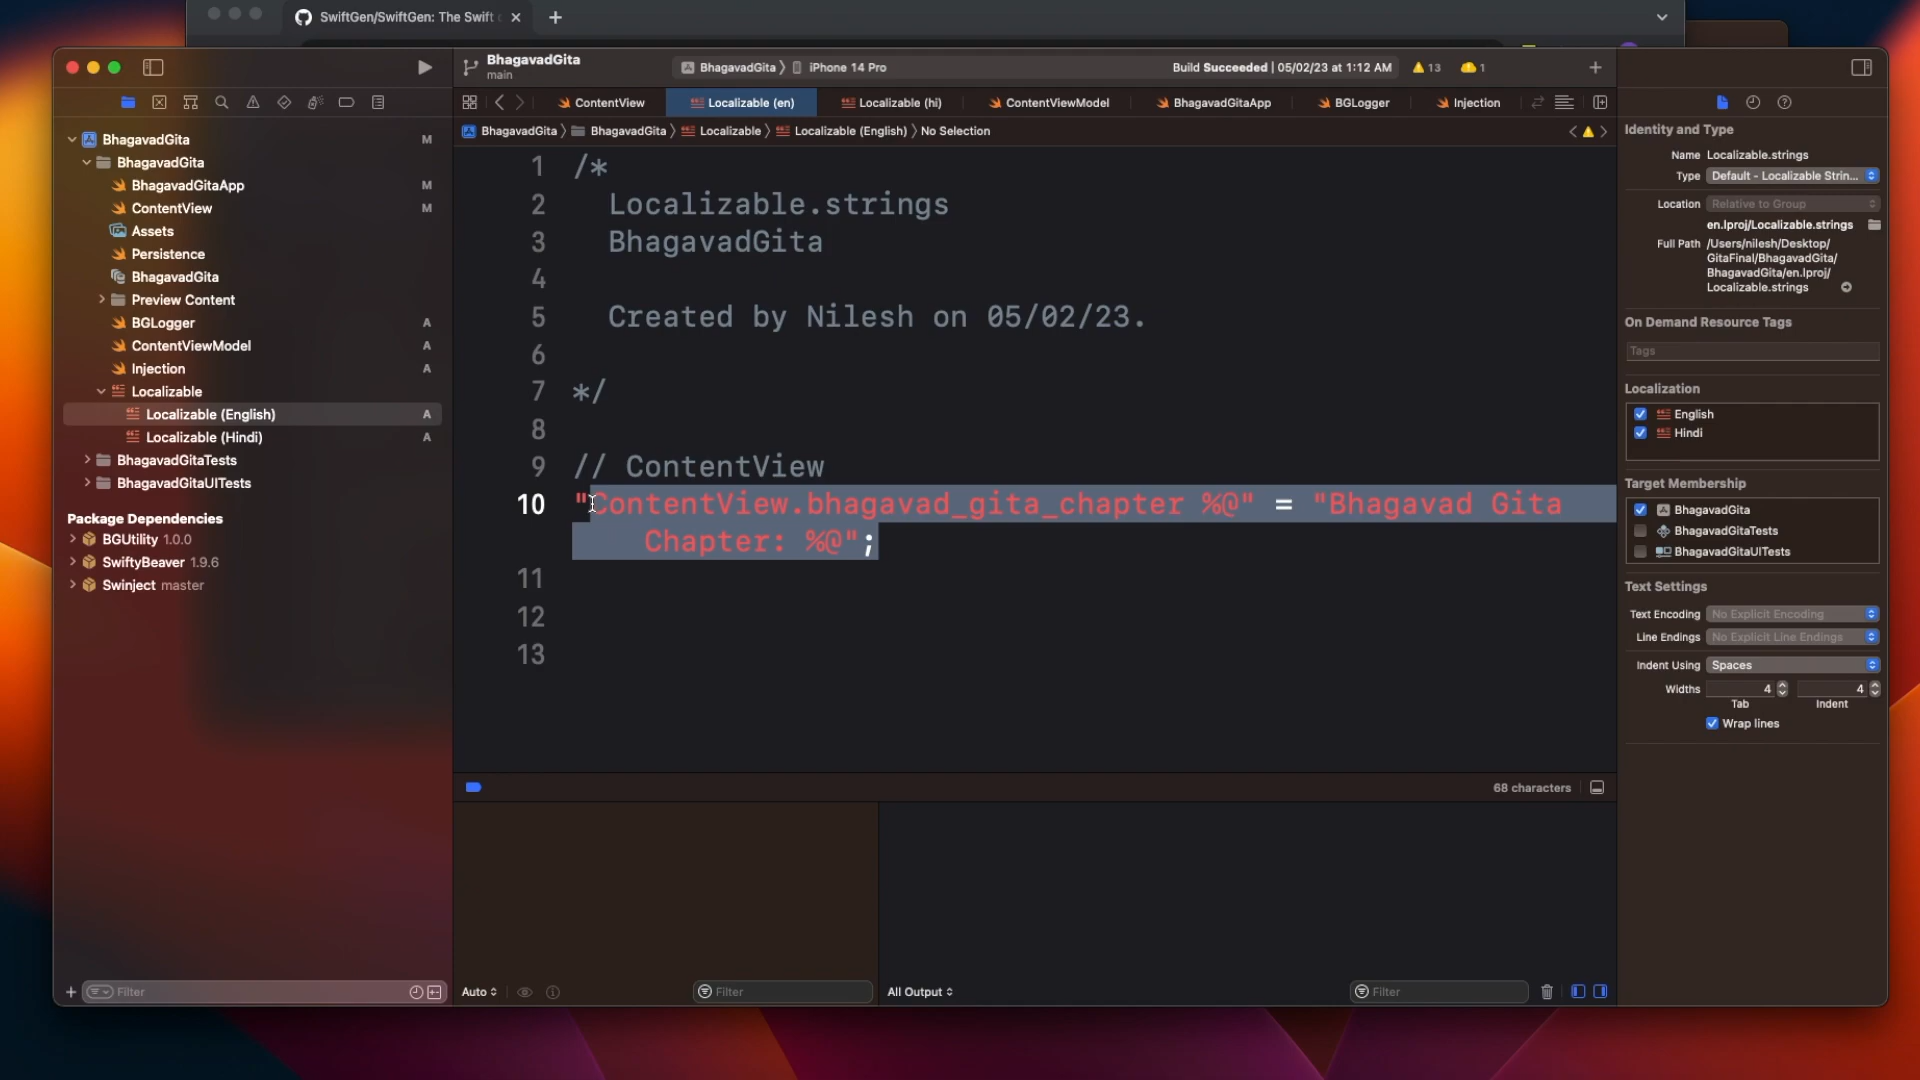 SwiftGen/SwiftGen: The Swift
BhagavadGita
main
BhagavadGita
iPhone 14 Pro
Build Succeeded | 05/02/23 at 1:12 AM
13
1
ContentView
Localizable (en)
Localizable (hi)
ContentViewModel
BhagavadGitaApp
BGLogger
Injection
BhagavadGita
BhagavadGita
Localizable
Localizable (English)
No Selection
BhagavadGita M
BhagavadGita
BhagavadGitaApp M
ContentView M
Assets
Persistence
BhagavadGita
Preview Content
BGLogger A
ContentViewModel A
Injection A
Localizable
Localizable (English) A
Localizable (Hindi) A
BhagavadGitaTests
BhagavadGitaUITests
Package Dependencies
BGUtility 1.0.0
SwiftyBeaver 1.9.6
Swinject master
Filter
1 /*
2 Localizable.strings
3 BhagavadGita
4
5 Created by Nilesh on 05/02/23.
6
7 */
8
9 // ContentView
10 "ContentView.bhagavad_gita_chapter %@" = "Bhagavad Gita
Chapter: %@";
11
12
13
68 characters
Auto
Filter
All Output
Filter
Identity and Type
Name Localizable.strings
Type Default - Localizable Strin...
Location Relative to Group
en.lproj/Localizable.strings
Full Path /Users/nilesh/Desktop/
GitaFinal/BhagavadGita/
BhagavadGita/en.lproj/
Localizable.strings
On Demand Resource Tags
Tags
Localization
English
Hindi
Target Membership
BhagavadGita
BhagavadGitaTests
BhagavadGitaUITests
Text Settings
Text Encoding No Explicit Encoding
Line Endings No Explicit Line Endings
Indent Using Spaces
Widths 4 4
Tab Indent
Wrap lines